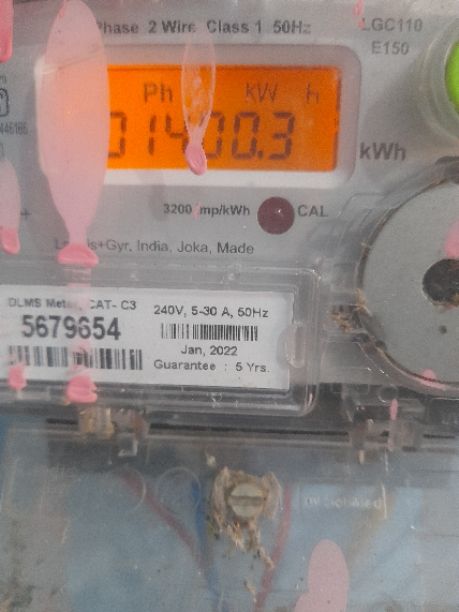 Phase 2 Wire Class 1 50Hz
LGC110
E150
Ph kW h
01400.3
kWh
3200 imp/kWh CAL
Gyr, India, Joka, Made
DLMS Meter, CAT- C3
5679654
240V, 5-30 A, 50Hz
Jan, 2022
Guarantee : 5 Yrs.